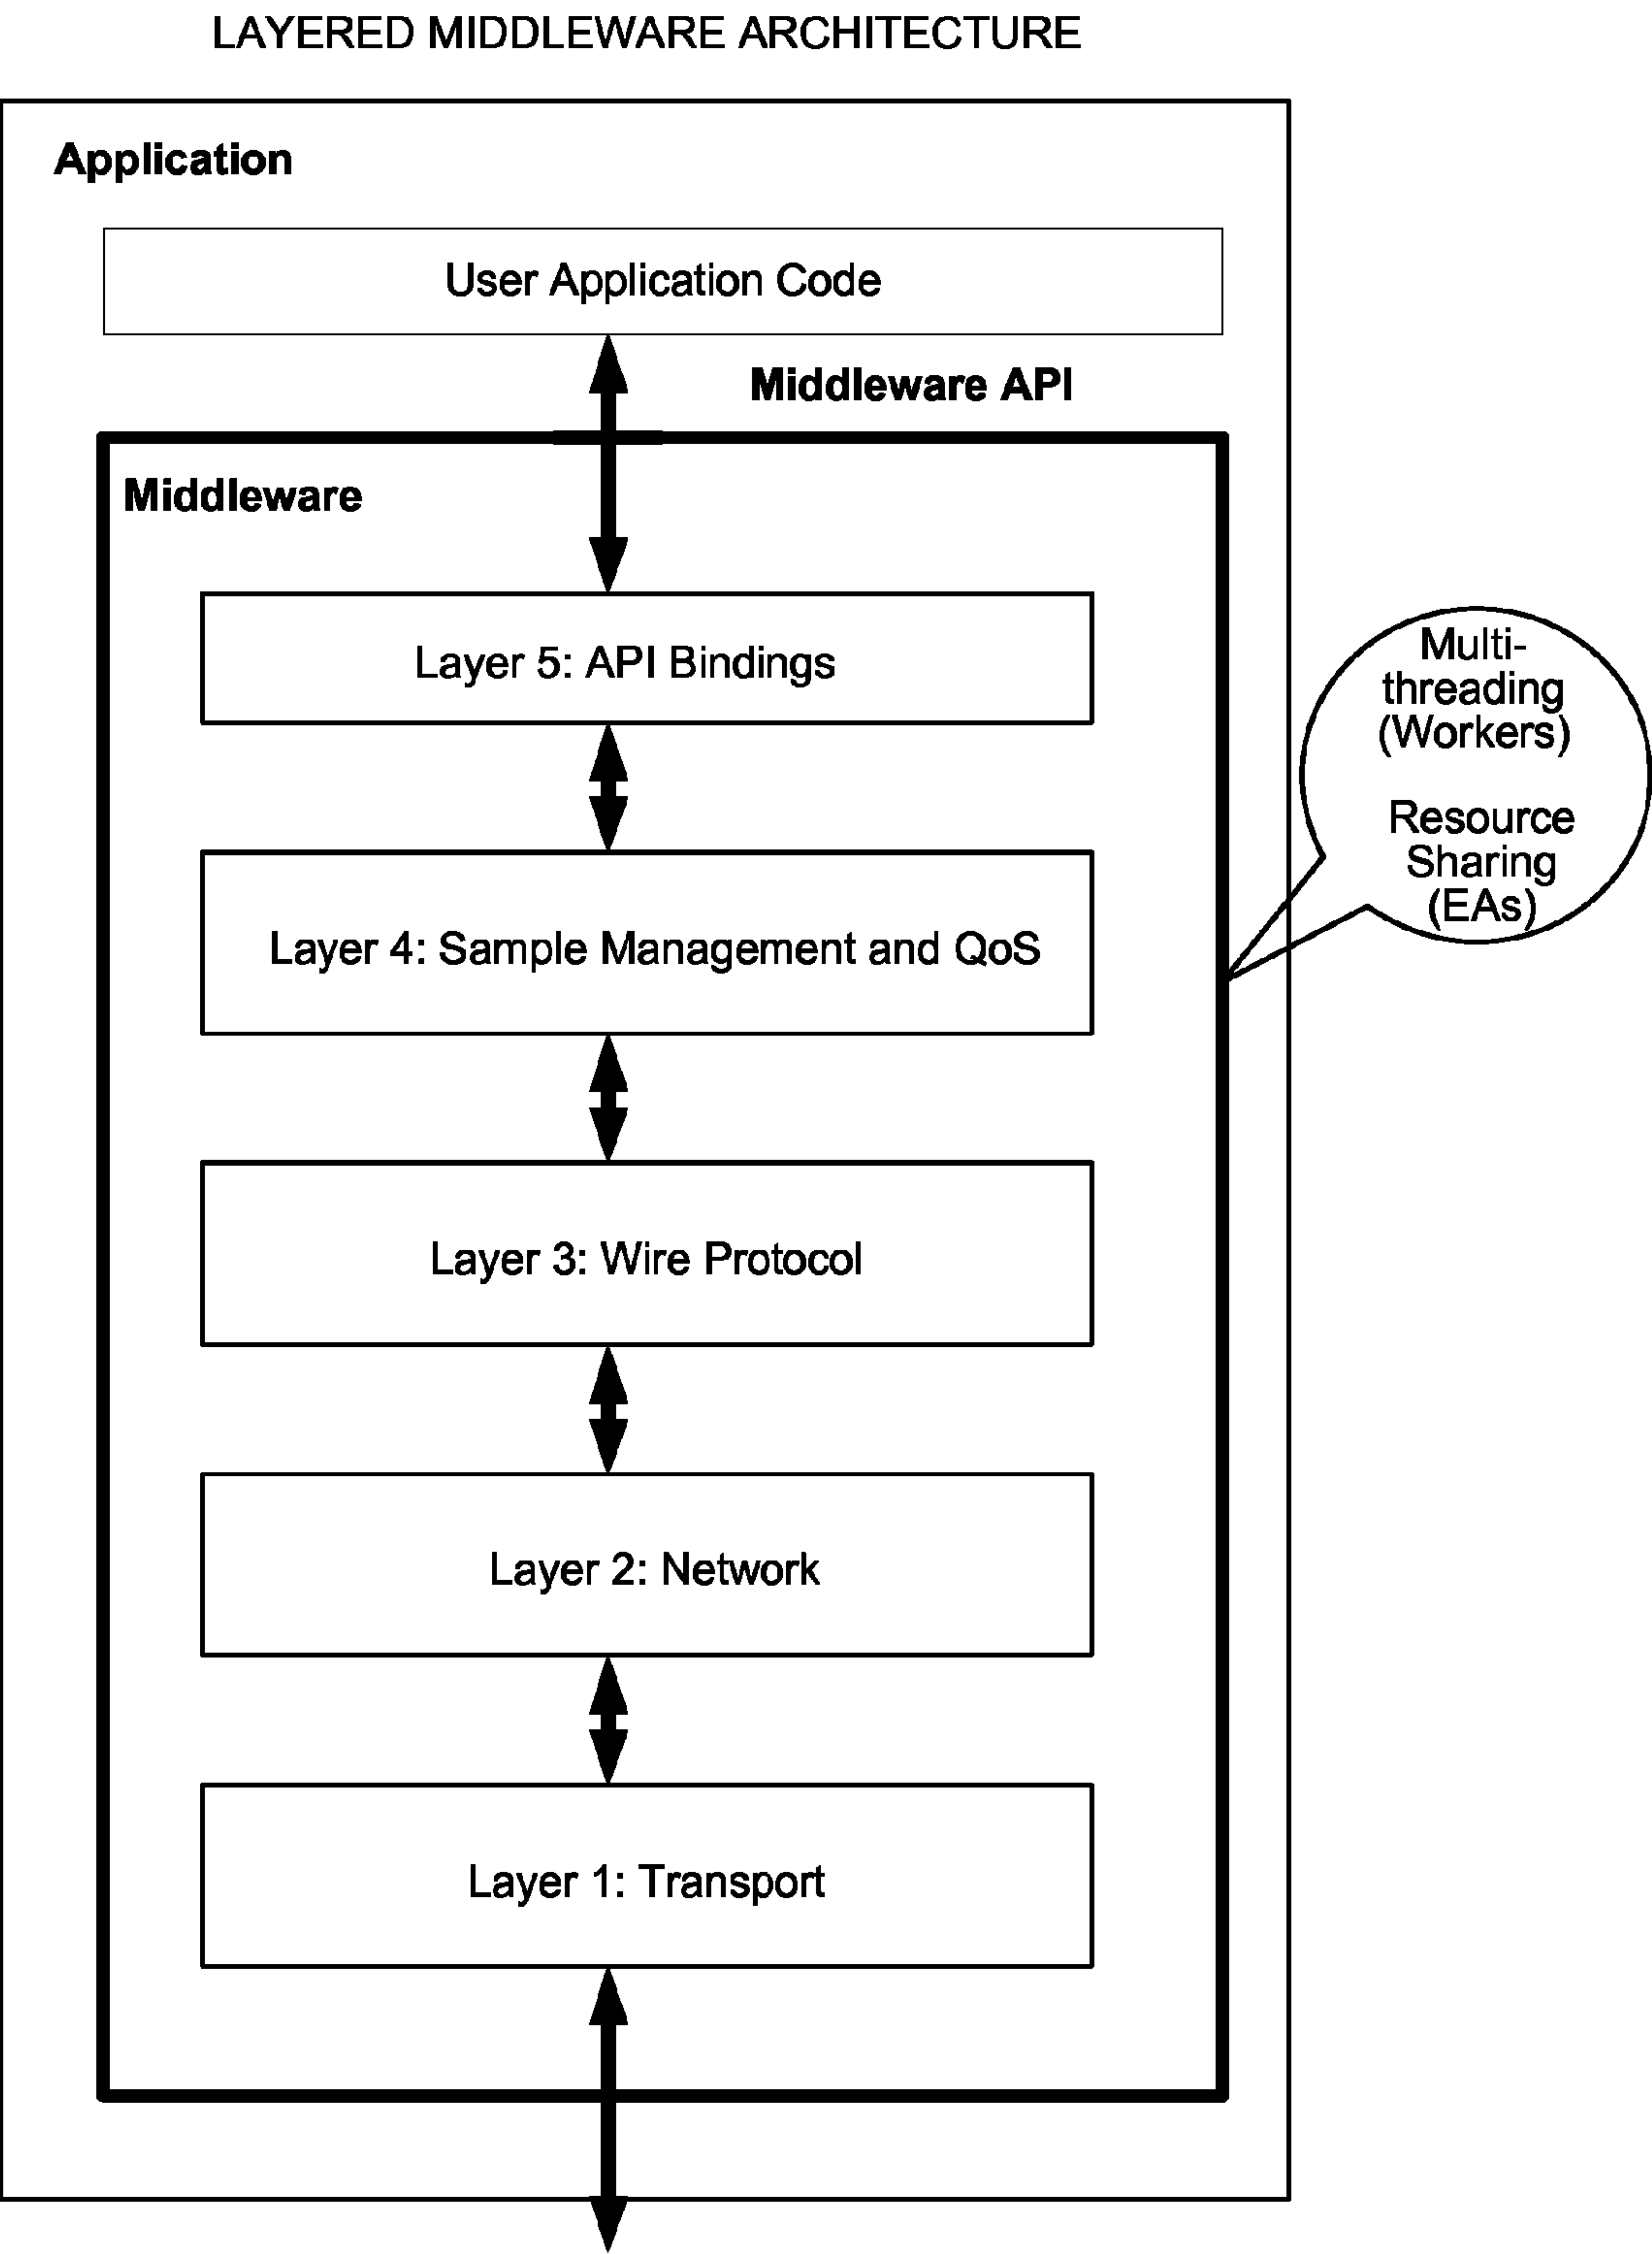 LAYERED MIDDLEWARE ARCHITECTURE
Application
User Application Code
Middleware API
Middleware
Layer 5: API Bindings
Multi-
threading
(Workers)
Resource
Sharing
(EAs)
Layer 4: Sample Management and QoS
Layer 3: Wire Protocol
Layer 2: Network
Layer 1: Transport